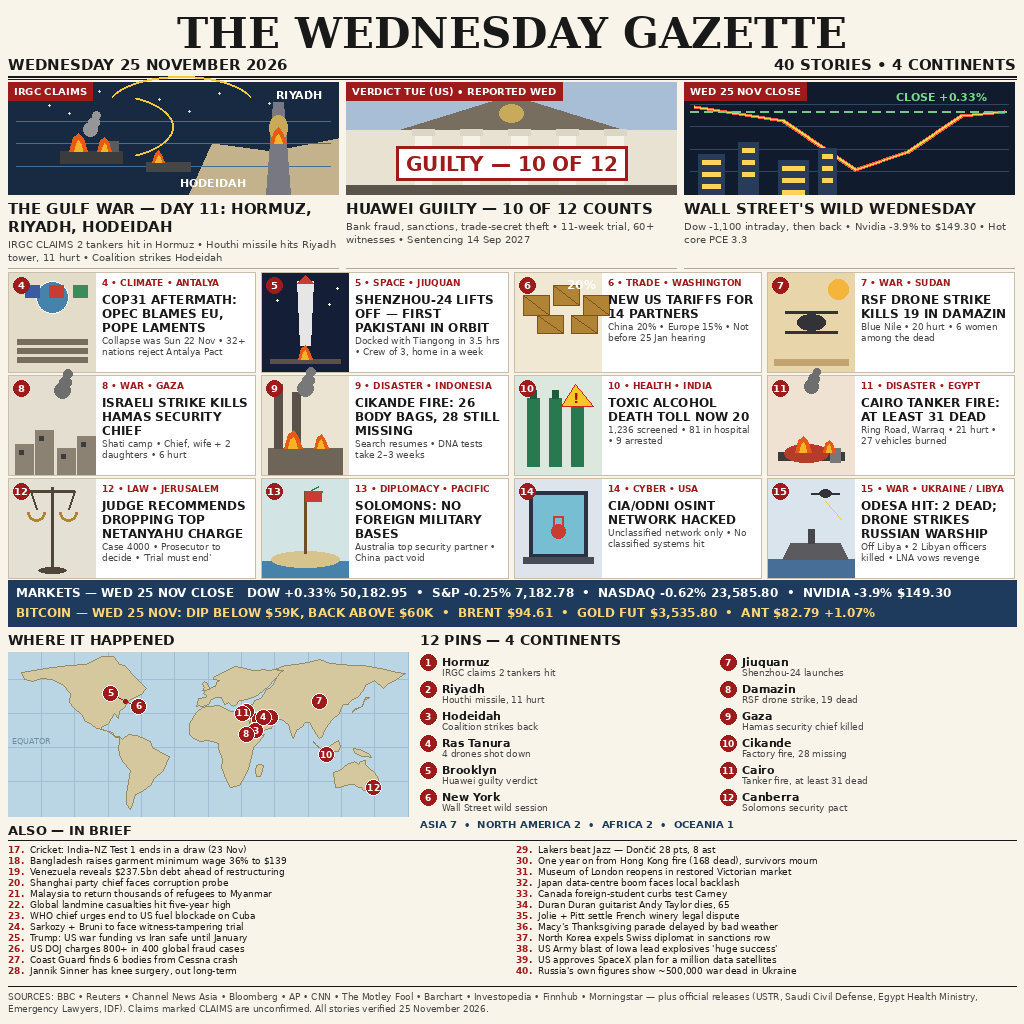 THE WEDNESDAY GAZETTE
WEDNESDAY 25 NOVEMBER 2026
40 STORIES • 4 CONTINENTS
IRGC CLAIMS
RIYADH
HODEIDAH
VERDICT TUE (US) • REPORTED WED
GUILTY — 10 OF 12
WED 25 NOV CLOSE
CLOSE +0.33%
THE GULF WAR — DAY 11: HORMUZ,
RIYADH, HODEIDAH
IRGC CLAIMS 2 tankers hit in Hormuz • Houthi missile hits Riyadh
tower, 11 hurt • Coalition strikes Hodeidah
HUAWEI GUILTY — 10 OF 12 COUNTS
Bank fraud, sanctions, trade-secret theft • 11-week trial, 60+
witnesses • Sentencing 14 Sep 2027
WALL STREET'S WILD WEDNESDAY
Dow -1,100 intraday, then back • Nvidia -3.9% to $149.30 • Hot
core PCE 3.3
4
4 • CLIMATE • ANTALYA
COP31 AFTERMATH:
OPEC BLAMES EU,
POPE LAMENTS
Collapse was Sun 22 Nov • 32+
nations reject Antalya Pact
5
5 • SPACE • JIUQUAN
SHENZHOU-24 LIFTS
OFF — FIRST
PAKISTANI IN ORBIT
Docked with Tiangong in 3.5 hrs
• Crew of 3, home in a week
6
20%
6 • TRADE • WASHINGTON
NEW US TARIFFS FOR
14 PARTNERS
China 20% • Europe 15% • Not
before 25 Jan hearing
7
7 • WAR • SUDAN
RSF DRONE STRIKE
KILLS 19 IN DAMAZIN
Blue Nile • 20 hurt • 6 women
among the dead
8
8 • WAR • GAZA
ISRAELI STRIKE KILLS
HAMAS SECURITY
CHIEF
Shati camp • Chief, wife + 2
daughters • 6 hurt
9
9 • DISASTER • INDONESIA
CIKANDE FIRE: 26
BODY BAGS, 28 STILL
MISSING
Search resumes • DNA tests
take 2–3 weeks
10
!
10 • HEALTH • INDIA
TOXIC ALCOHOL
DEATH TOLL NOW 20
1,236 screened • 81 in hospital
• 9 arrested
11
11 • DISASTER • EGYPT
CAIRO TANKER FIRE:
AT LEAST 31 DEAD
Ring Road, Warraq • 21 hurt •
27 vehicles burned
12
12 • LAW • JERUSALEM
JUDGE RECOMMENDS
DROPPING TOP
NETANYAHU CHARGE
Case 4000 • Prosecutor to
decide • 'Trial must end'
13
13 • DIPLOMACY • PACIFIC
SOLOMONS: NO
FOREIGN MILITARY
BASES
Australia top security partner •
China pact void
14
14 • CYBER • USA
CIA/ODNI OSINT
NETWORK HACKED
Unclassified network only • No
classified systems hit
15
15 • WAR • UKRAINE / LIBYA
ODESA HIT: 2 DEAD;
DRONE STRIKES
RUSSIAN WARSHIP
Off Libya • 2 Libyan officers
killed • LNA vows revenge
MARKETS — WED 25 NOV CLOSE DOW +0.33% 50,182.95 • S&P -0.25% 7,182.78 • NASDAQ -0.62% 23,585.80 • NVIDIA -3.9% $149.30
BITCOIN — WED 25 NOV: DIP BELOW $59K, BACK ABOVE $60K • BRENT $94.61 • GOLD FUT $3,535.80 • ANT $82.79 +1.07%
WHERE IT HAPPENED
EQUATOR
5
6
11
4
3
8
7
10
12
12 PINS — 4 CONTINENTS
1 Hormuz
IRGC claims 2 tankers hit
2 Riyadh
Houthi missile, 11 hurt
3 Hodeidah
Coalition strikes back
4 Ras Tanura
4 drones shot down
5 Brooklyn
Huawei guilty verdict
6 New York
Wall Street wild session
7 Jiuquan
Shenzhou-24 launches
8 Damazin
RSF drone strike, 19 dead
9 Gaza
Hamas security chief killed
10 Cikande
Factory fire, 28 missing
11 Cairo
Tanker fire, at least 31 dead
12 Canberra
Solomons security pact
ASIA 7 • NORTH AMERICA 2 • AFRICA 2 • OCEANIA 1
ALSO — IN BRIEF
17. Cricket: India–NZ Test 1 ends in a draw (23 Nov)
18. Bangladesh raises garment minimum wage 36% to $139
19. Venezuela reveals $237.5bn debt ahead of restructuring
20. Shanghai party chief faces corruption probe
21. Malaysia to return thousands of refugees to Myanmar
22. Global landmine casualties hit five-year high
23. WHO chief urges end to US fuel blockade on Cuba
24. Sarkozy + Bruni to face witness-tampering trial
25. Trump: US war funding vs Iran safe until January
26. US DOJ charges 800+ in 400 global fraud cases
27. Coast Guard finds 6 bodies from Cessna crash
28. Jannik Sinner has knee surgery, out long-term
29. Lakers beat Jazz — Dončić 28 pts, 8 ast
30. One year on from Hong Kong fire (168 dead), survivors mourn
31. Museum of London reopens in restored Victorian market
32. Japan data-centre boom faces local backlash
33. Canada foreign-student curbs test Carney
34. Duran Duran guitarist Andy Taylor dies, 65
35. Jolie + Pitt settle French winery legal dispute
36. Macy's Thanksgiving parade delayed by bad weather
37. North Korea expels Swiss diplomat in sanctions row
38. US Army blast of Iowa lead explosives 'huge success'
39. US approves SpaceX plan for a million data satellites
40. Russia's own figures show ~500,000 war dead in Ukraine
SOURCES: BBC • Reuters • Channel News Asia • Bloomberg • AP • CNN • The Motley Fool • Barchart • Investopedia • Finnhub • Morningstar — plus official releases (USTR, Saudi Civil Defense, Egypt Health Ministry,
Emergency Lawyers, IDF). Claims marked CLAIMS are unconfirmed. All stories verified 25 November 2026.